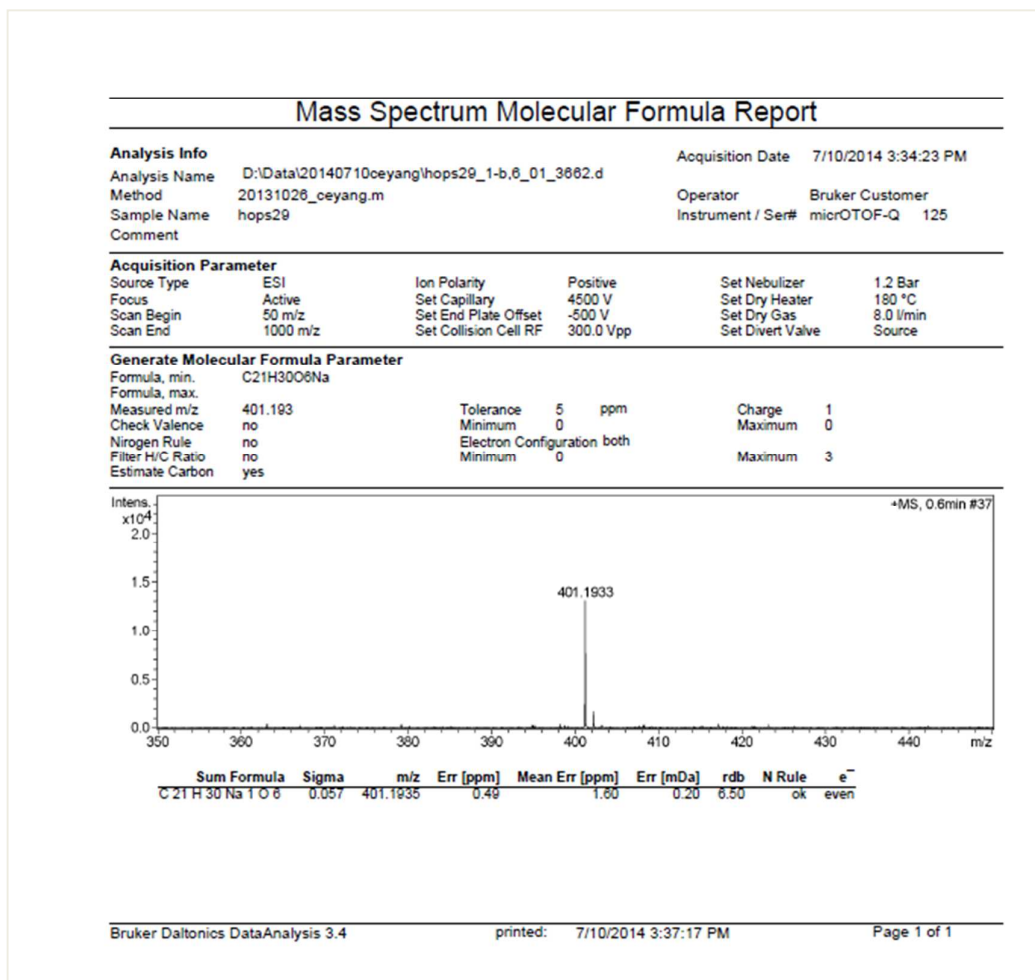 Mass Spectrum Molecular Formula Report
Analysis Info Acquisition Date 7/10/2014 3:34:23 PM
Analysis Name D:\Data\20140710ceyang\hops29_1-b,6_01_3662.d
Method 20131026_ceyang.m Operator Bruker Customer
Sample Name hops29 Instrument / Ser# micrOTOF-Q 125
Comment
Acquisition Parameter
Source Type ESI Ion Polarity Positive Set Nebulizer 1.2 Bar
Focus Active Set Capillary 4500 V Set Dry Heater 180 °C
Scan Begin 50 m/z Set End Plate Offset -500 V Set Dry Gas 8.0 l/min
Scan End 1000 m/z Set Collision Cell RF 300.0 Vpp Set Divert Valve Source
Generate Molecular Formula Parameter
Formula, min. C21H30O6Na
Formula, max.
Measured m/z 401.193 Tolerance 5 ppm Charge 1
Check Valence no Minimum 0 Maximum 0
Nirogen Rule no Electron Configuration both
Filter H/C Ratio no Minimum 0 Maximum 3
Estimate Carbon yes
Intens. +MS, 0.6min #37
x10⁴
2.0
1.5
401.1933
1.0
0.5
0.0
350 360 370 380 390 400 410 420 430 440 m/z
Sum Formula Sigma m/z Err [ppm] Mean Err [ppm] Err [mDa] rdb N Rule e⁻
C 21 H 30 Na 1 O 6 0.057 401.1935 0.49 1.60 0.20 6.50 ok even
Bruker Daltonics DataAnalysis 3.4 printed: 7/10/2014 3:37:17 PM Page 1 of 1